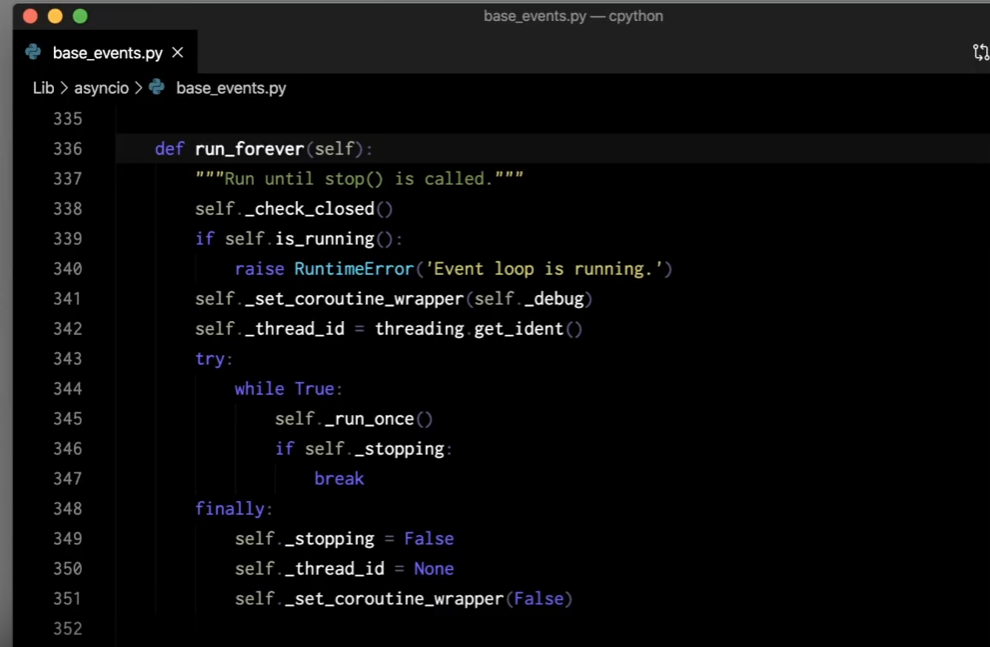 base_events.py — cpython
base_events.py ×
Lib > asyncio > base_events.py
335
336 def run_forever(self):
337 """Run until stop() is called."""
338 self._check_closed()
339 if self.is_running():
340 raise RuntimeError('Event loop is running.')
341 self._set_coroutine_wrapper(self._debug)
342 self._thread_id = threading.get_ident()
343 try:
344 while True:
345 self._run_once()
346 if self._stopping:
347 break
348 finally:
349 self._stopping = False
350 self._thread_id = None
351 self._set_coroutine_wrapper(False)
352